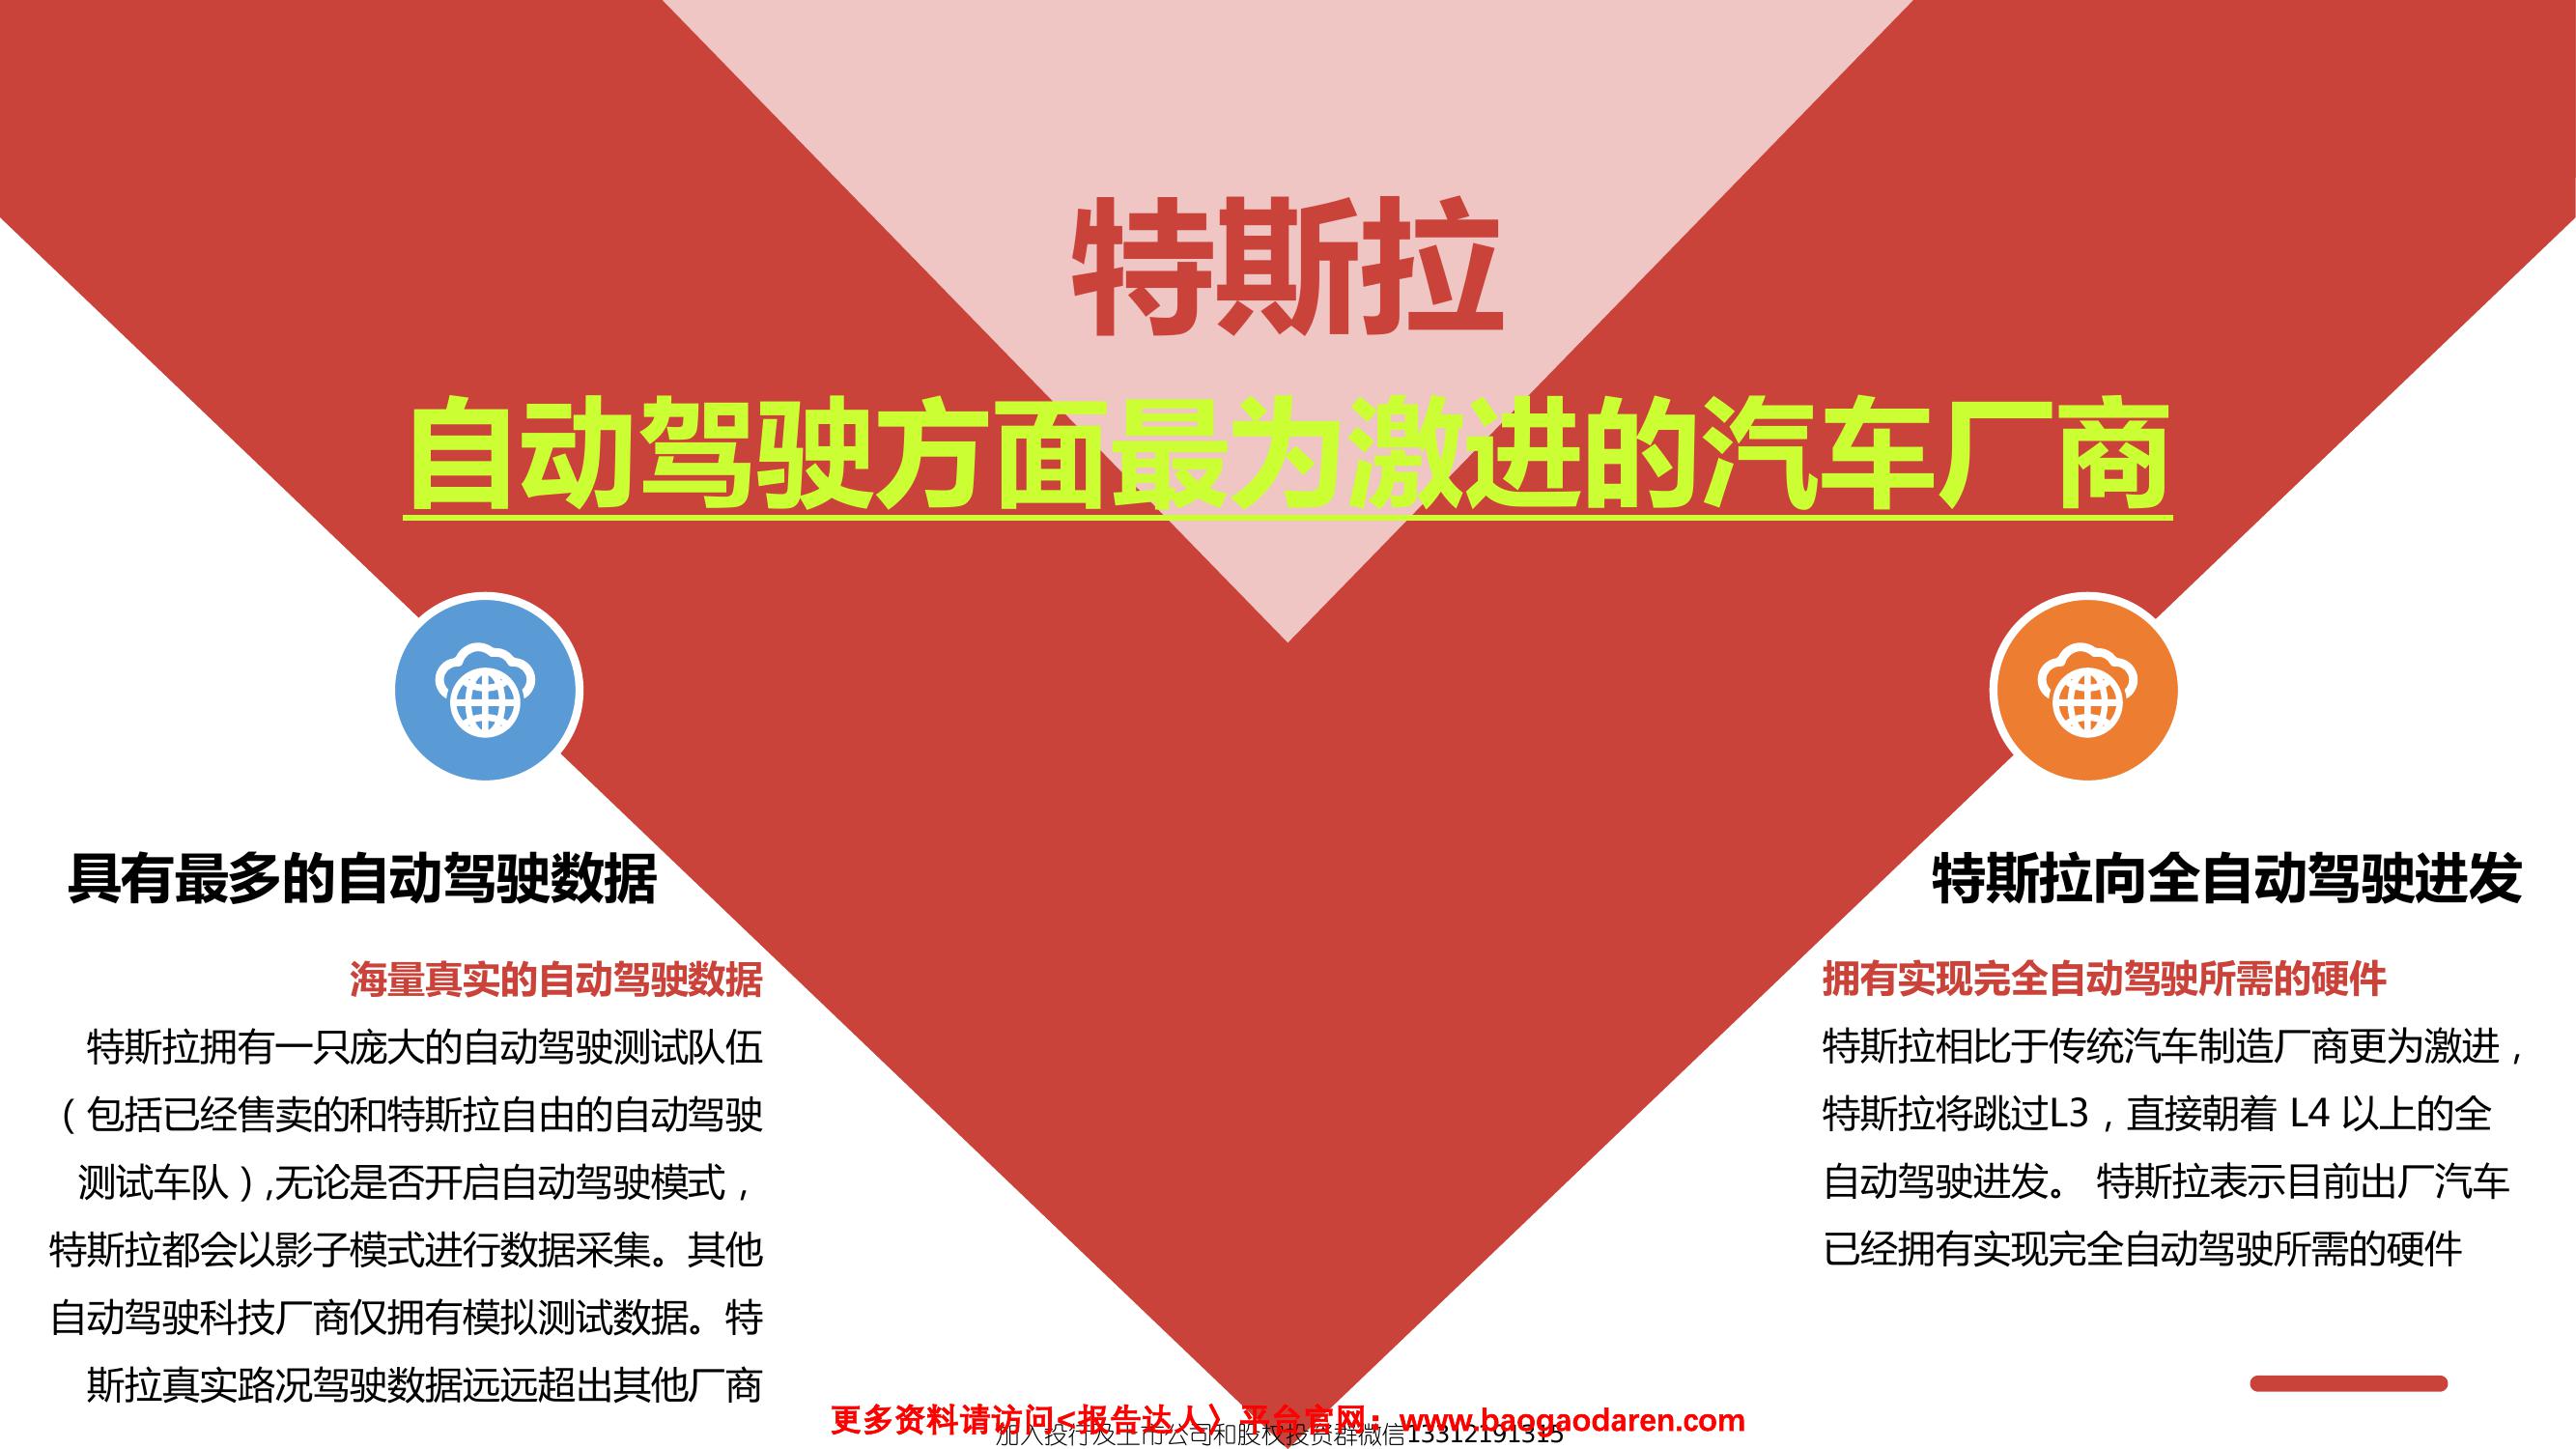 特斯拉
自动驾驶方面最为激进的汽车厂商
具有最多的自动驾驶数据
海量真实的自动驾驶数据
特斯拉拥有一只庞大的自动驾驶测试队伍
（包括已经售卖的和特斯拉自由的自动驾驶
测试车队）,无论是否开启自动驾驶模式，
特斯拉都会以影子模式进行数据采集。其他
自动驾驶科技厂商仅拥有模拟测试数据。特
斯拉真实路况驾驶数据远远超出其他厂商
特斯拉向全自动驾驶进发
拥有实现完全自动驾驶所需的硬件
特斯拉相比于传统汽车制造厂商更为激进，
特斯拉将跳过L3，直接朝着 L4 以上的全
自动驾驶进发。 特斯拉表示目前出厂汽车
已经拥有实现完全自动驾驶所需的硬件
更多资料请访问<报告达人〉平台官网：www.baogaodaren.com
加入投行及上市公司和股权投资群微信13312191315